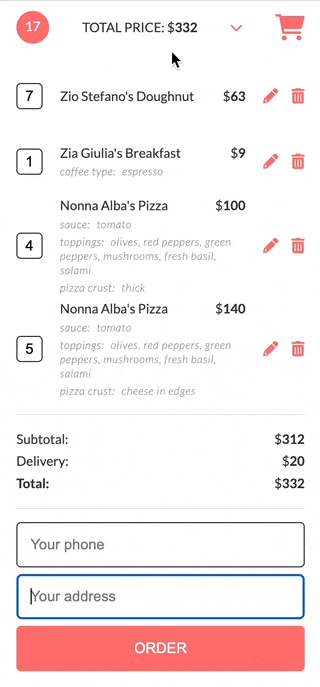 17 TOTAL PRICE: $332
7 Zio Stefano's Doughnut $63
1 Zia Giulia's Breakfast $9
coffee type: espresso
Nonna Alba's Pizza $100
sauce: tomato
4 toppings: olives, red peppers, green
peppers, mushrooms, fresh basil,
salami
pizza crust: thick
Nonna Alba's Pizza $140
sauce: tomato
5 toppings: olives, red peppers, green
peppers, mushrooms, fresh basil,
salami
pizza crust: cheese in edges
Subtotal: $312
Delivery: $20
Total: $332
Your phone
Your address
ORDER